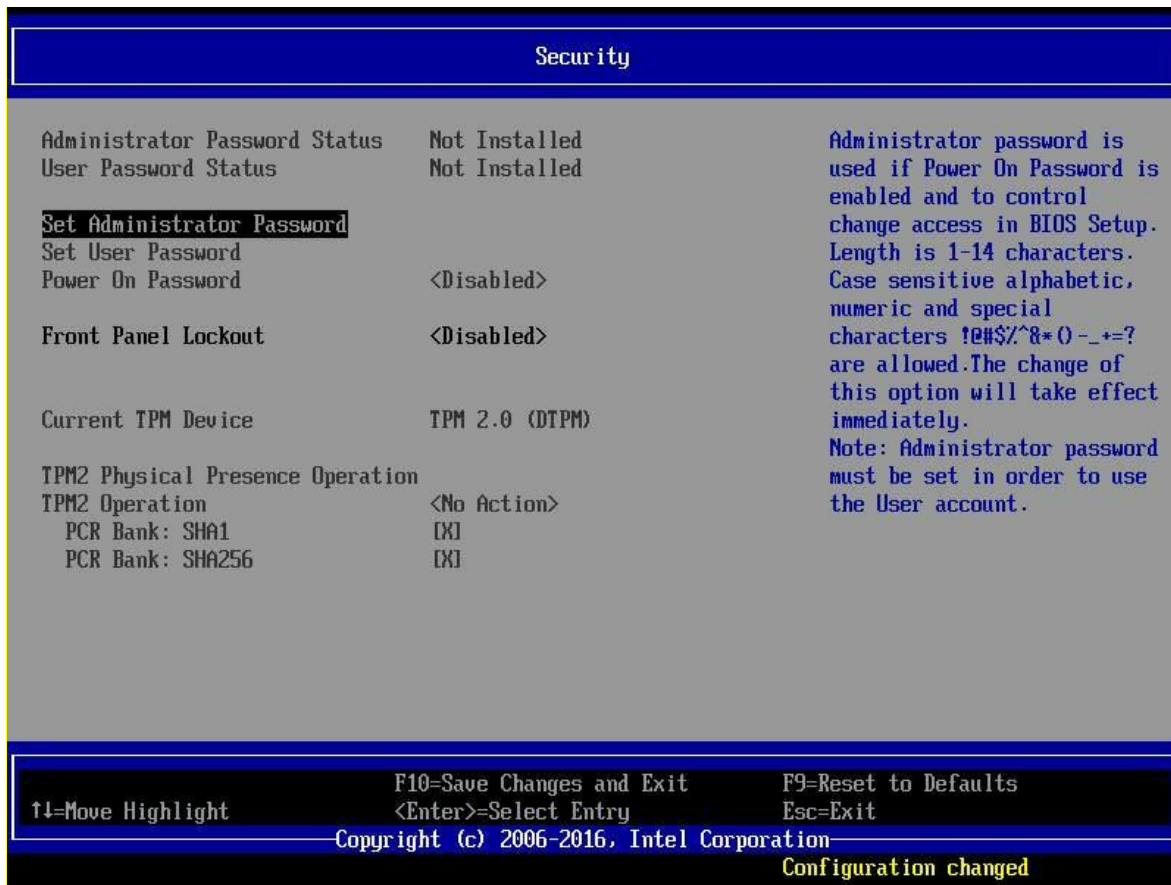 Security
Administrator Password Status Not Installed
User Password Status Not Installed
Set Administrator Password
Set User Password
Power On Password <Disabled>
Front Panel Lockout <Disabled>
Current TPM Device TPM 2.0 (DTPM)
TPM2 Physical Presence Operation
TPM2 Operation <No Action>
PCR Bank: SHA1 [X]
PCR Bank: SHA256 [X]
Administrator password is
used if Power On Password is
enabled and to control
change access in BIOS Setup.
Length is 1-14 characters.
Case sensitive alphabetic,
numeric and special
characters !@#$%^&*()-_+=?
are allowed.The change of
this option will take effect
immediately.
Note: Administrator password
must be set in order to use
the User account.
F10=Save Changes and Exit F9=Reset to Defaults
↑↓=Move Highlight <Enter>=Select Entry Esc=Exit
Copyright (c) 2006-2016, Intel Corporation
Configuration changed